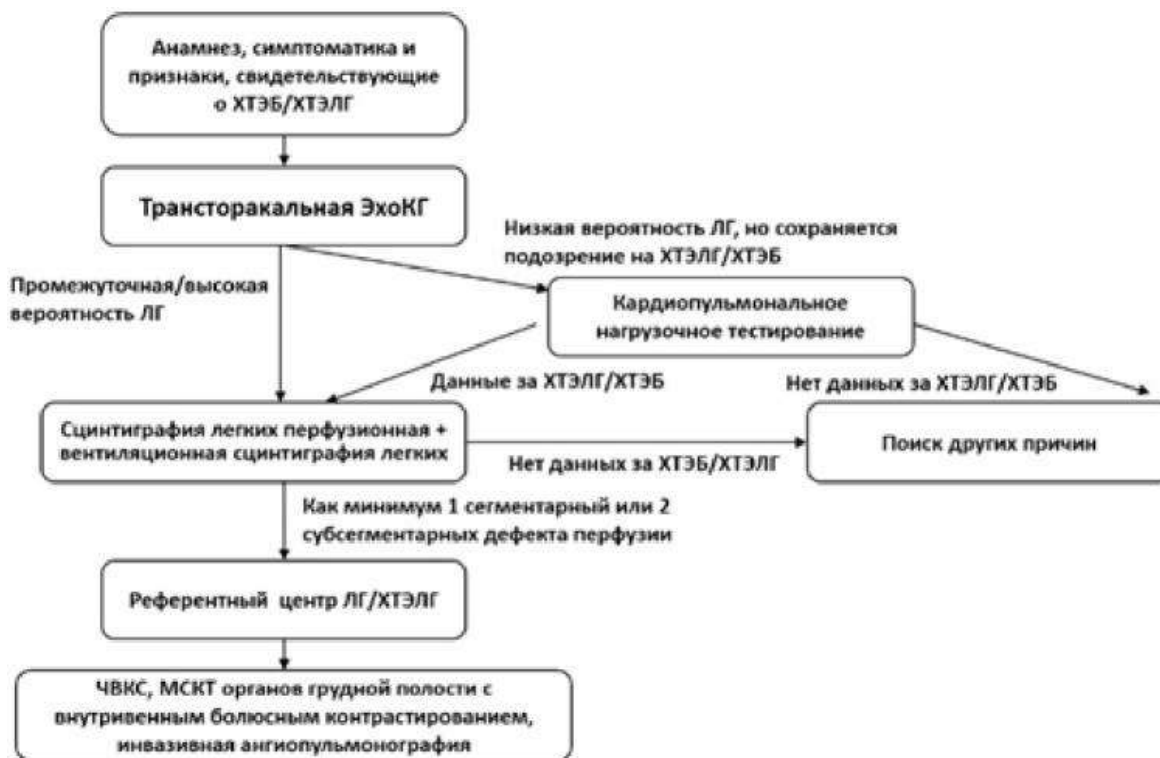 Анамнез, симптоматика и
признаки, свидетельствующие
о ХТЭБ/ХТЭЛГ
Трансторакальная ЭхоКГ
Низкая вероятность ЛГ, но сохраняется
подозрение на ХТЭЛГ/ХТЭБ
Промежуточная/высокая
вероятность ЛГ
Кардиопульмональное
нагрузочное тестирование
Данные за ХТЭЛГ/ХТЭБ
Нет данных за ХТЭЛГ/ХТЭБ
Сцинтиграфия легких перфузионная +
вентиляционная сцинтиграфия легких
Поиск других причин
Нет данных за ХТЭБ/ХТЭЛГ
Как минимум 1 сегментарный или 2
субсегментарных дефекта перфузии
Референтный центр ЛГ/ХТЭЛГ
ЧВКС, МСКТ органов грудной полости с
внутривенным болюсным контрастированием,
инвазивная ангиопульмонография